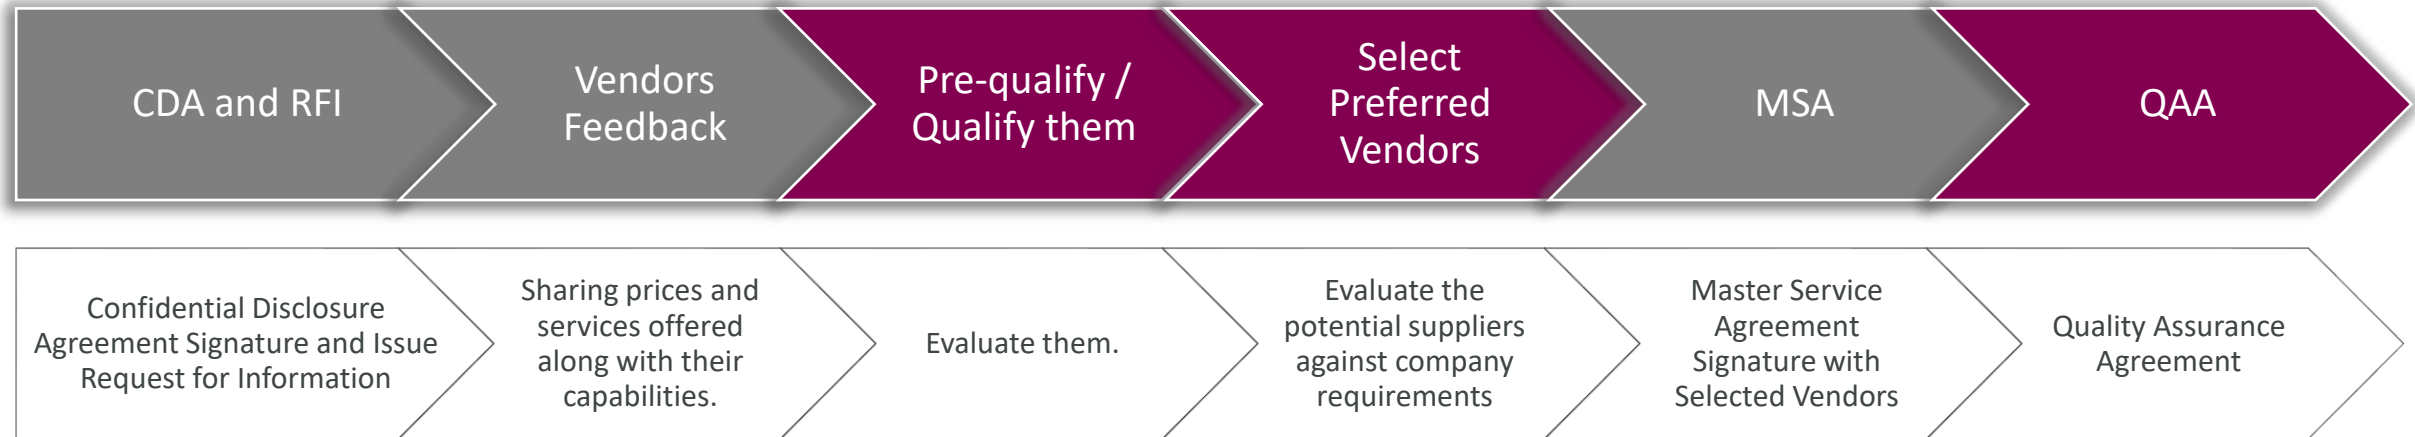 CDA and RFI
Vendors
Feedback
Pre-qualify /
Qualify them
Select
Preferred
Vendors
MSA
QAA
Confidential Disclosure
Agreement Signature and Issue
Request for Information
Sharing prices and
services offered
along with their
capabilities.
Evaluate them.
Evaluate the
potential suppliers
against company
requirements
Master Service
Agreement
Signature with
Selected Vendors
Quality Assurance
Agreement